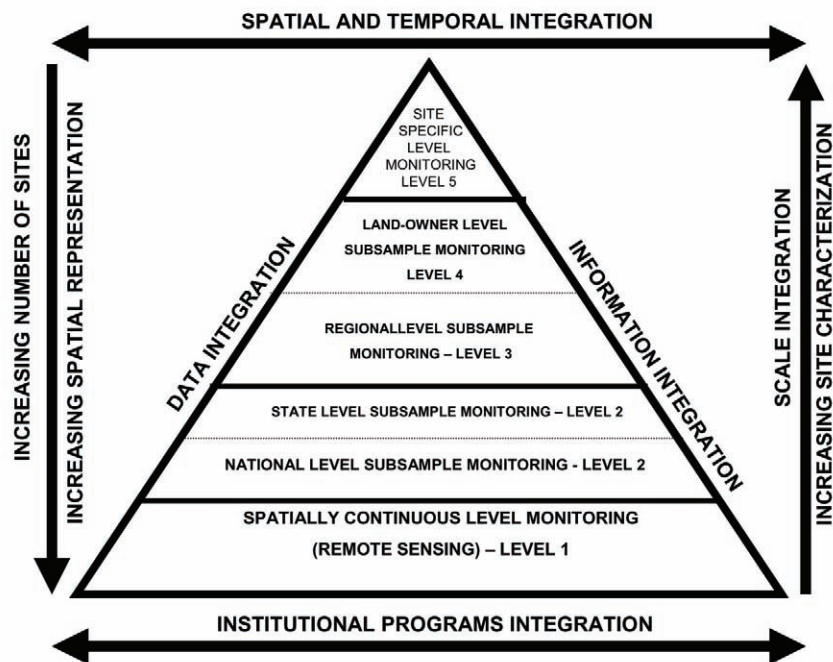 SPATIAL AND TEMPORAL INTEGRATION
INCREASING NUMBER OF SITES
INCREASING SPATIAL REPRESENTATION
DATA INTEGRATION
SITE
SPECIFIC
LEVEL
MONITORING
LEVEL 5
LAND-OWNER LEVEL
SUBSAMPLE MONITORING
LEVEL 4
REGIONALLEVEL SUBSAMPLE
MONITORING – LEVEL 3
STATE LEVEL SUBSAMPLE MONITORING – LEVEL 2
NATIONAL LEVEL SUBSAMPLE MONITORING - LEVEL 2
SPATIALLY CONTINUOUS LEVEL MONITORING
(REMOTE SENSING) – LEVEL 1
INFORMATION INTEGRATION
SCALE INTEGRATION
INCREASING SITE CHARACTERIZATION
INSTITUTIONAL PROGRAMS INTEGRATION